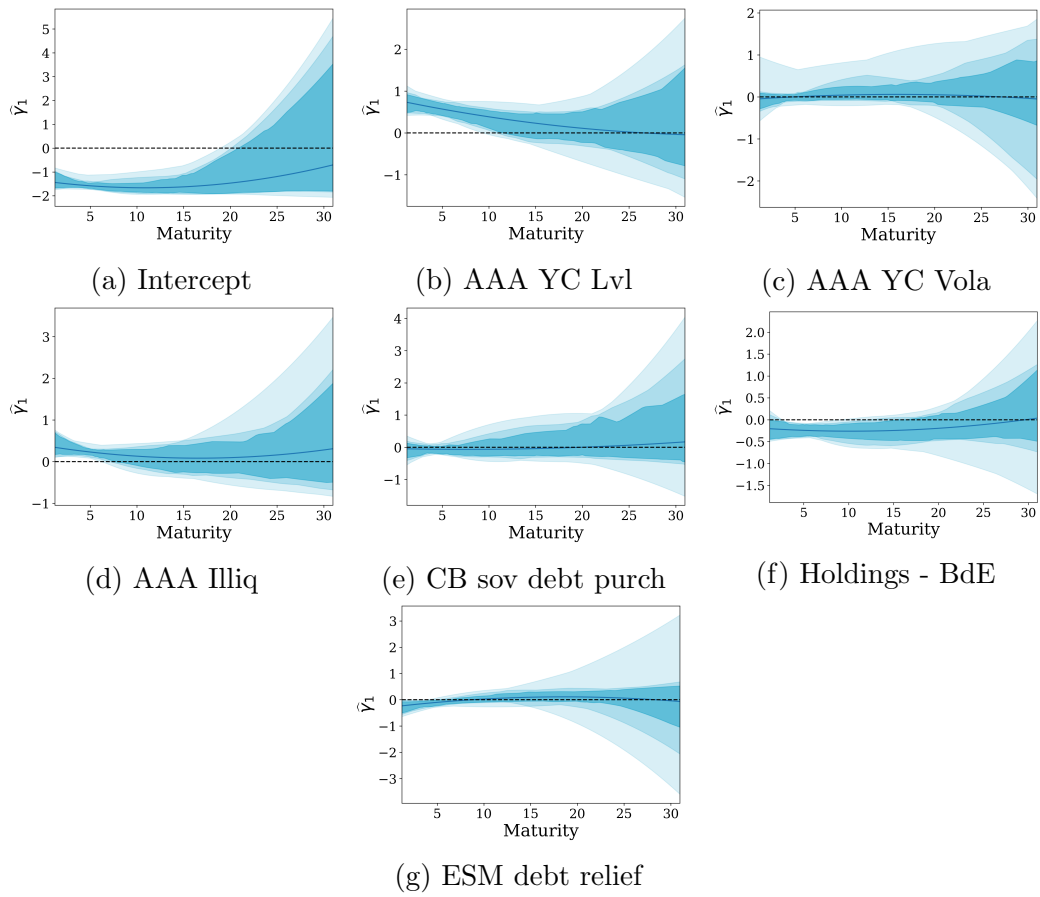 5
4
3
2
1
0
−1
−2
γ̂₁
5 10 15 20 25 30
Maturity
(a) Intercept
2
1
0
−1
γ̂₁
5 10 15 20 25 30
Maturity
(b) AAA YC Lvl
2
1
0
−1
−2
γ̂₁
5 10 15 20 25 30
Maturity
(c) AAA YC Vola
3
2
1
0
−1
γ̂₁
5 10 15 20 25 30
Maturity
(d) AAA Illiq
4
3
2
1
0
−1
γ̂₁
5 10 15 20 25 30
Maturity
(e) CB sov debt purch
2.0
1.5
1.0
0.5
0.0
−0.5
−1.0
−1.5
γ̂₁
5 10 15 20 25 30
Maturity
(f) Holdings - BdE
3
2
1
0
−1
−2
−3
γ̂₁
5 10 15 20 25 30
Maturity
(g) ESM debt relief